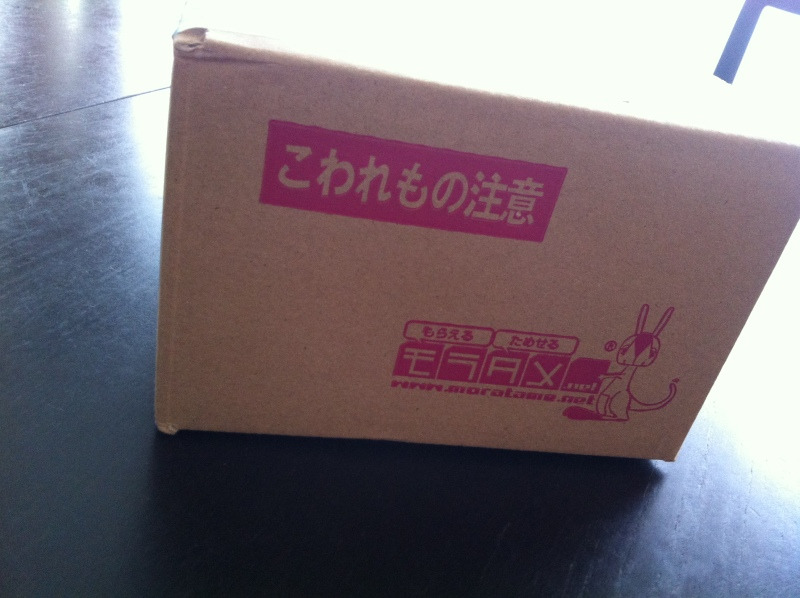 こわれもの注意
もらえる ためせる
モラタメ.net
®
www.moratame.net